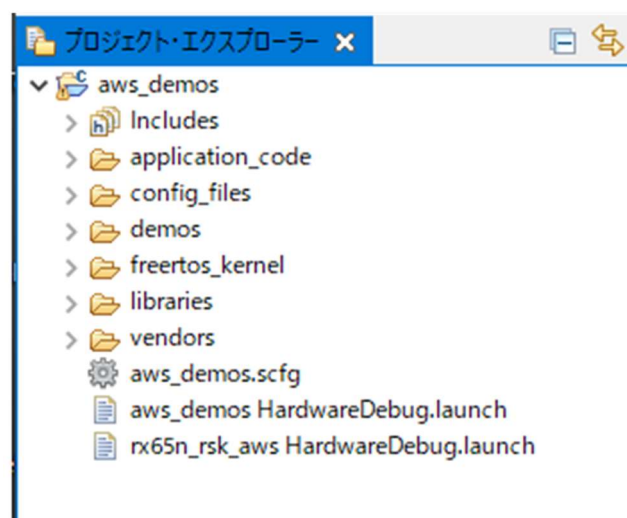 プロジェクト・エクスプローラー
aws_demos
Includes
application_code
config_files
demos
freertos_kernel
libraries
vendors
aws_demos.scfg
aws_demos HardwareDebug.launch
rx65n_rsk_aws HardwareDebug.launch